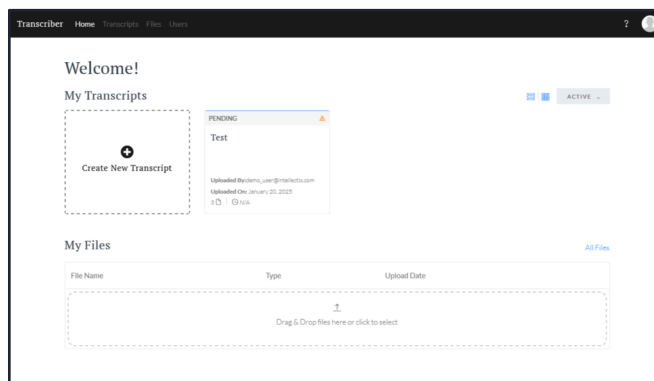 Transcriber Home Transcripts Files Users ?
Welcome!
My Transcripts
ACTIVE
PENDING
Test
Create New Transcript
Uploaded By: demo_user@intellectix.com
Uploaded On: January 20, 2025
N/A
My Files
All Files
File Name Type Upload Date
Drag & Drop files here or click to select